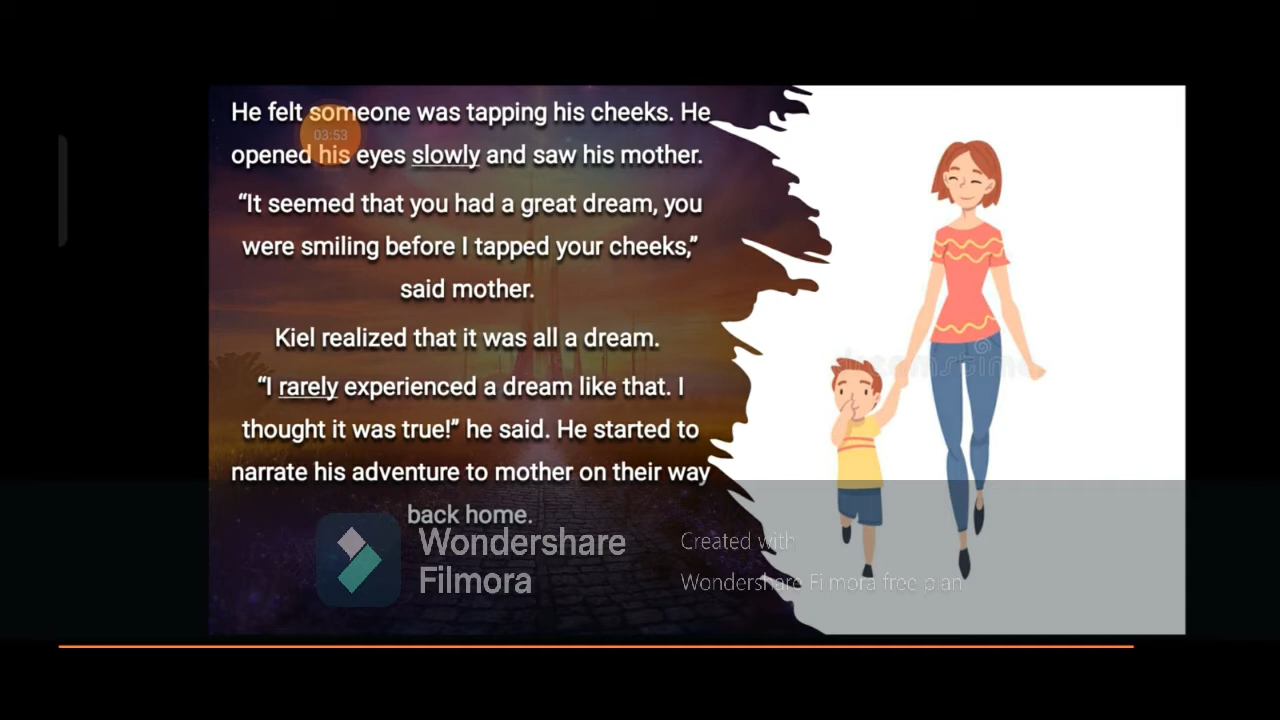 He felt someone was tapping his cheeks. He
03:53
opened his eyes slowly and saw his mother.
“It seemed that you had a great dream, you
were smiling before I tapped your cheeks,”
said mother.
Kiel realized that it was all a dream.
“I rarely experienced a dream like that. I
thought it was true!” he said. He started to
narrate his adventure to mother on their way
back home.
Wondershare
Filmora
Created with
Wondershare Filmora free plan
dreamstime